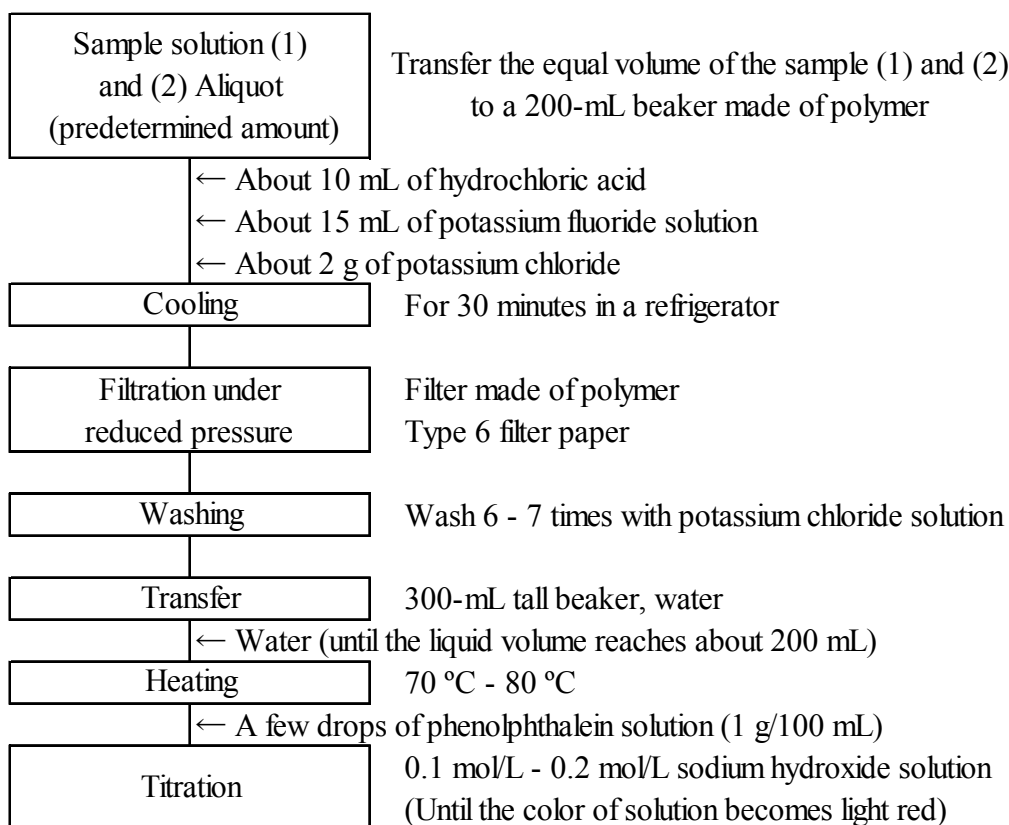 Sample solution (1)
and (2) Aliquot
(predetermined amount)
Transfer the equal volume of the sample (1) and (2)
to a 200-mL beaker made of polymer
← About 10 mL of hydrochloric acid
← About 15 mL of potassium fluoride solution
← About 2 g of potassium chloride
Cooling
For 30 minutes in a refrigerator
Filtration under
reduced pressure
Filter made of polymer
Type 6 filter paper
Washing
Wash 6 - 7 times with potassium chloride solution
Transfer
300-mL tall beaker, water
← Water (until the liquid volume reaches about 200 mL)
Heating
70 ºC - 80 ºC
← A few drops of phenolphthalein solution (1 g/100 mL)
Titration
0.1 mol/L - 0.2 mol/L sodium hydroxide solution
(Until the color of solution becomes light red)